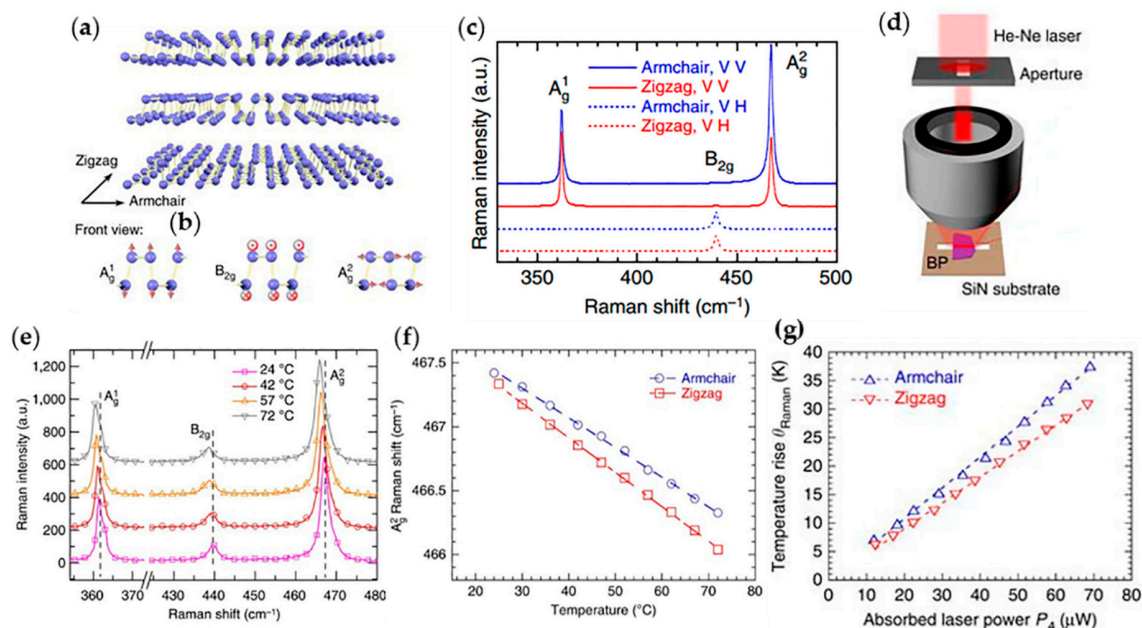 (a)
Zigzag
Armchair
(b)
Front view:
A¹g
B2g
A²g
(c)
Raman intensity (a.u.)
A¹g
B2g
A²g
Armchair, V V
Zigzag, V V
Armchair, V H
Zigzag, V H
350 400 450 500
Raman shift (cm⁻¹)
(d)
He-Ne laser
Aperture
BP
SiN substrate
(e)
Raman intensity (a.u.)
1,200
1,000
800
600
400
200
0
A¹g
B2g
A²g
24 °C
42 °C
57 °C
72 °C
360 370 430 440 450 460 470 480
Raman shift (cm⁻¹)
(f)
A²g Raman shift (cm⁻¹)
467.5
467
466.5
466
Armchair
Zigzag
0 10 20 30 40 50 60 70 80
Temperature (°C)
(g)
Temperature rise θRaman (K)
40
35
30
25
20
15
10
5
0
Armchair
Zigzag
0 10 20 30 40 50 60 70 80
Absorbed laser power PA (µW)